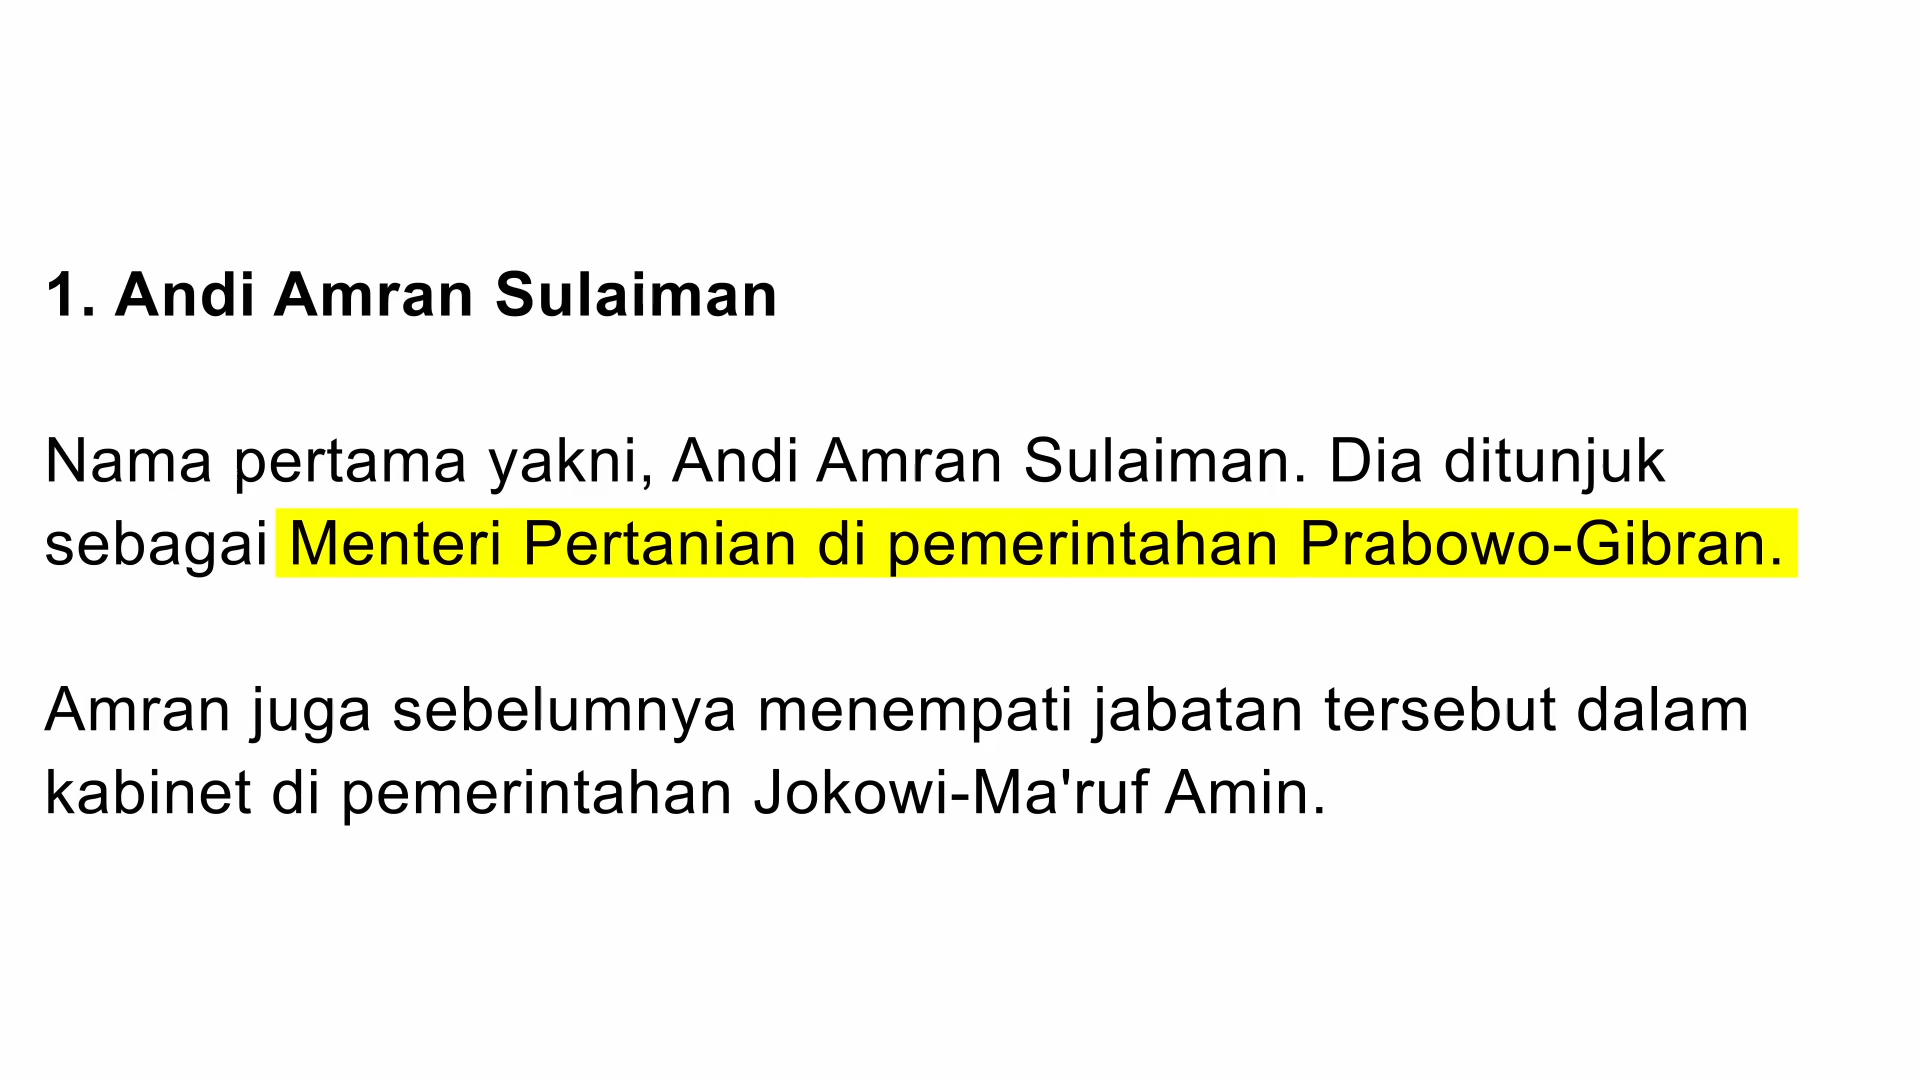 1. Andi Amran Sulaiman
Nama pertama yakni, Andi Amran Sulaiman. Dia ditunjuk
sebagai Menteri Pertanian di pemerintahan Prabowo-Gibran.
Amran juga sebelumnya menempati jabatan tersebut dalam
kabinet di pemerintahan Jokowi-Ma'ruf Amin.